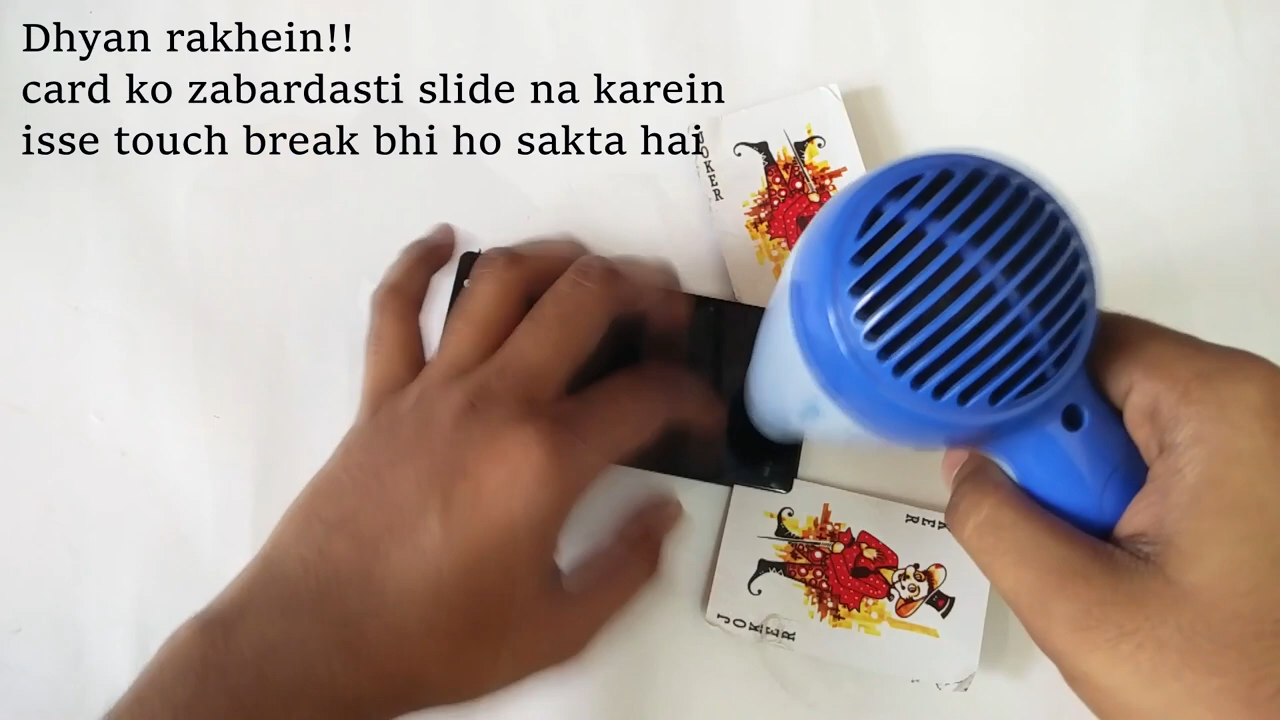 Dhyan rakhein!!
card ko zabardasti slide na karein
isse touch break bhi ho sakta hai
JOKER
JOKER